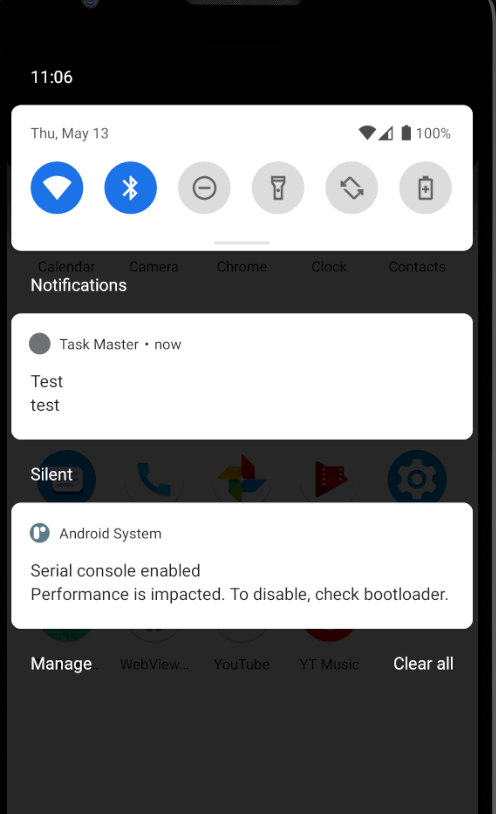 11:06
Thu, May 13
100%
Calendar Camera Chrome Clock Contacts
Notifications
Task Master • now
Test
test
Silent
Android System
Serial console enabled
Performance is impacted. To disable, check bootloader.
Manage WebView... YouTube YT Music Clear all